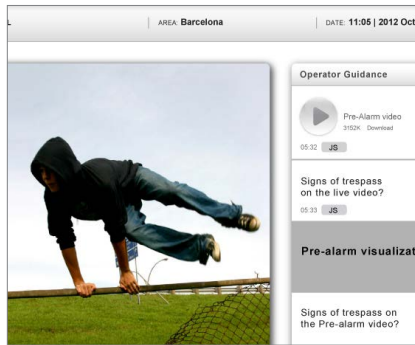 L
AREA: Barcelona
DATE: 11:05 | 2012 Oct
Operator Guidance
Pre-Alarm video
3152K Download
05:32 JS
Signs of trespass
on the live video?
05:33 JS
Pre-alarm visualizat
Signs of trespass on
the Pre-alarm video?